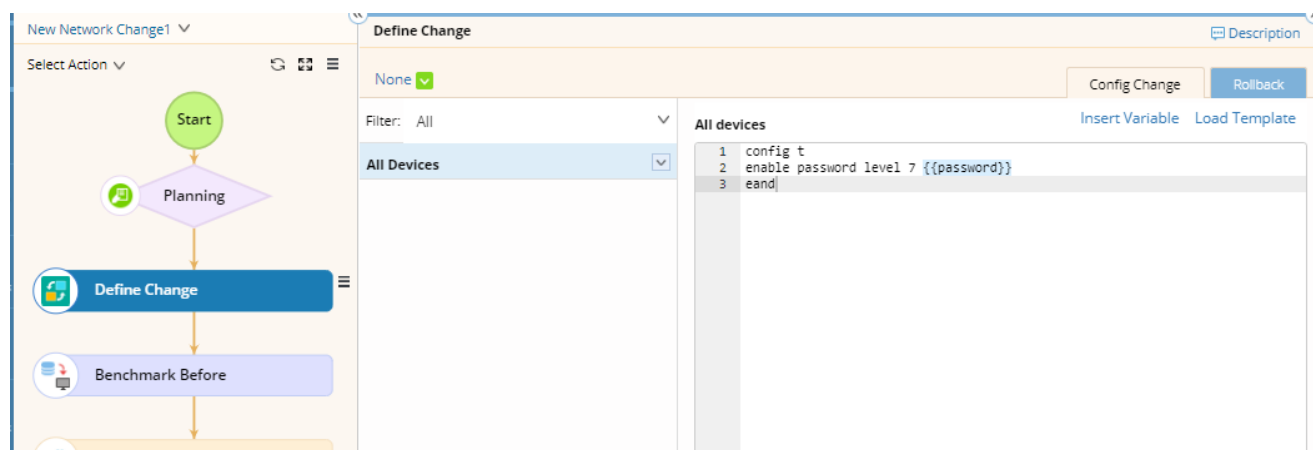 New Network Change1
Define Change
Description
Select Action
None
Config Change
Rollback
Start
Filter: All
All devices
Insert Variable
Load Template
All Devices
1 config t
2 enable password level 7 {{password}}
3 eand
Planning
Define Change
Benchmark Before